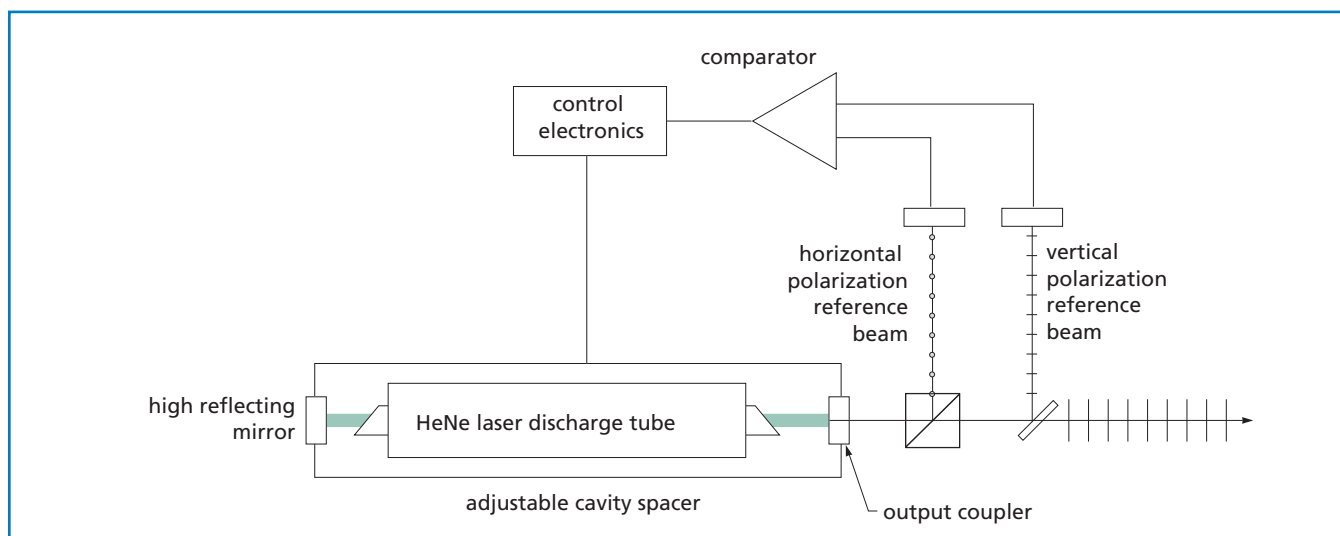 comparator
control
electronics
horizontal
polarization
reference
beam
vertical
polarization
reference
beam
high reflecting
mirror
HeNe laser discharge tube
adjustable cavity spacer
output coupler